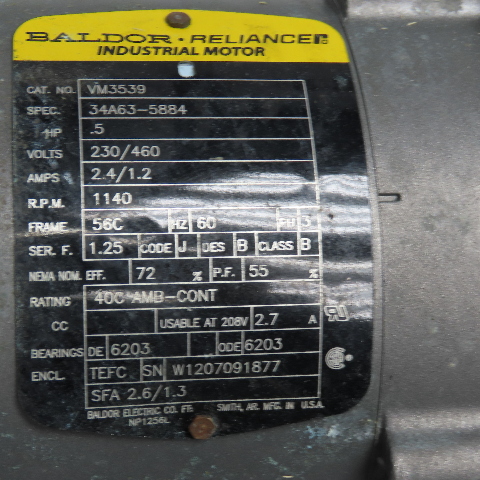 BALDOR · RELIANCE
INDUSTRIAL MOTOR
CAT. NO. VM3539
SPEC. 34A63-5884
HP .5
VOLTS 230/460
AMPS 2.4/1.2
R.P.M. 1140
FRAME 56C HZ 60 PH 3
SER. F. 1.25 CODE J DES B CLASS B
NEMA NOM. EFF. 72 % P.F. 55 %
RATING 40C AMB-CONT
CC USABLE AT 208V 2.7 A
BEARINGS DE 6203 ODE 6203
ENCL. TEFC SN W1207091877
SFA 2.6/1.3
BALDOR ELECTRIC CO. FT. SMITH, AR. MFG. IN U.S.A.
NP1256L